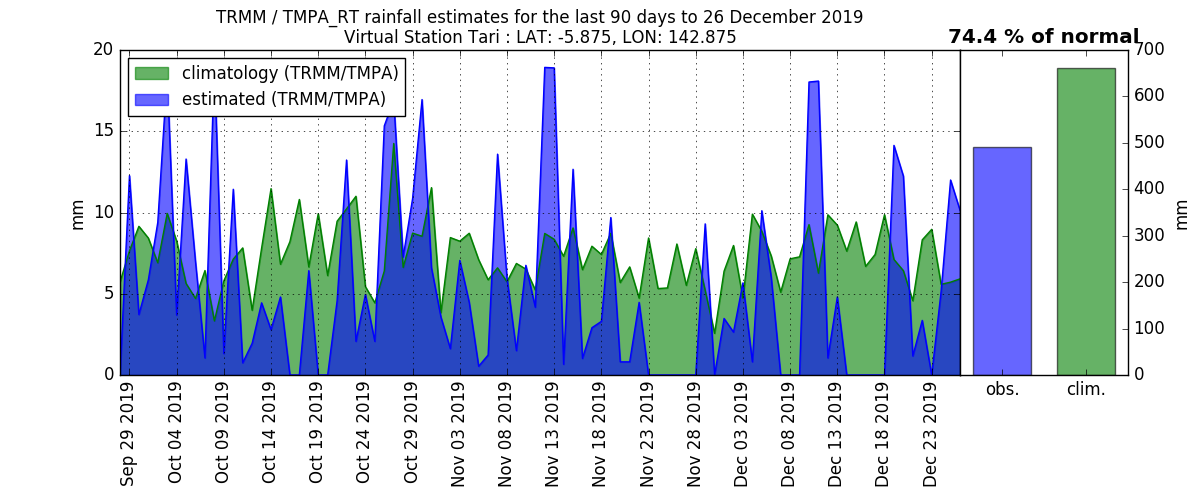 TRMM / TMPA_RT rainfall estimates for the last 90 days to 26 December 2019
Virtual Station Tari : LAT: -5.875, LON: 142.875
74.4 % of normal
climatology (TRMM/TMPA)
estimated (TRMM/TMPA)
mm
20
15
10
5
0
Sep 29 2019
Oct 04 2019
Oct 09 2019
Oct 14 2019
Oct 19 2019
Oct 24 2019
Oct 29 2019
Nov 03 2019
Nov 08 2019
Nov 13 2019
Nov 18 2019
Nov 23 2019
Nov 28 2019
Dec 03 2019
Dec 08 2019
Dec 13 2019
Dec 18 2019
Dec 23 2019
obs.
clim.
700
600
500
400
300
200
100
0
mm